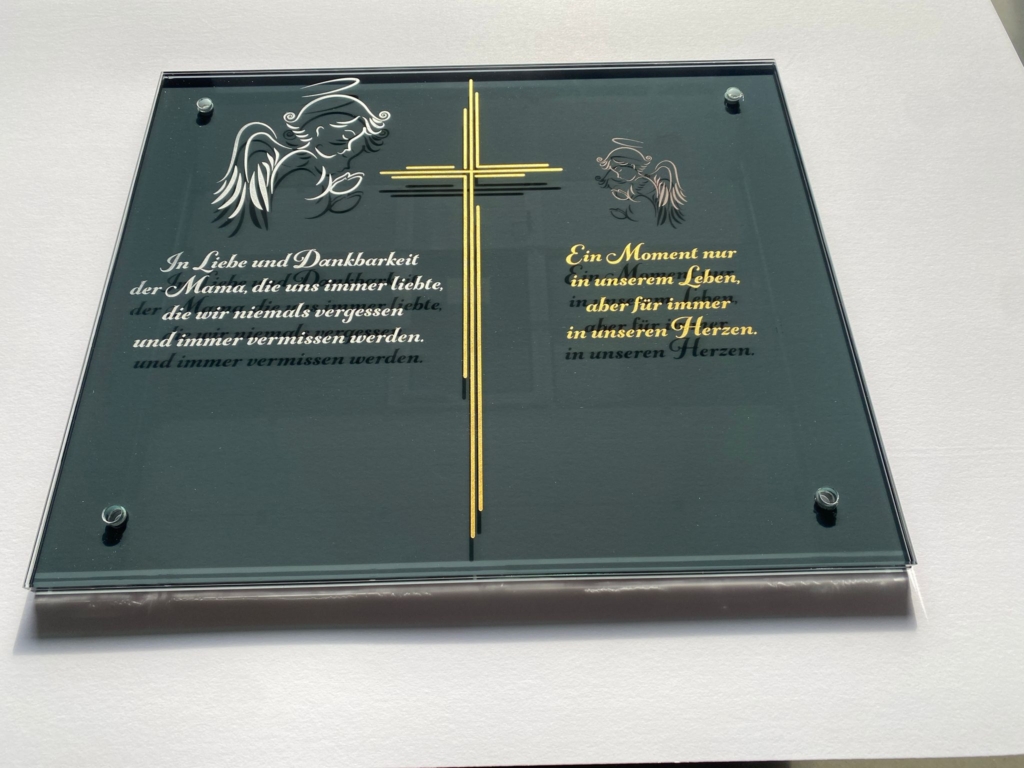 In Liebe und Dankbarkeit
der Mama, die uns immer liebte,
die wir niemals vergessen
und immer vermissen werden.
Ein Moment nur
in unserem Leben,
aber für immer
in unseren Herzen.